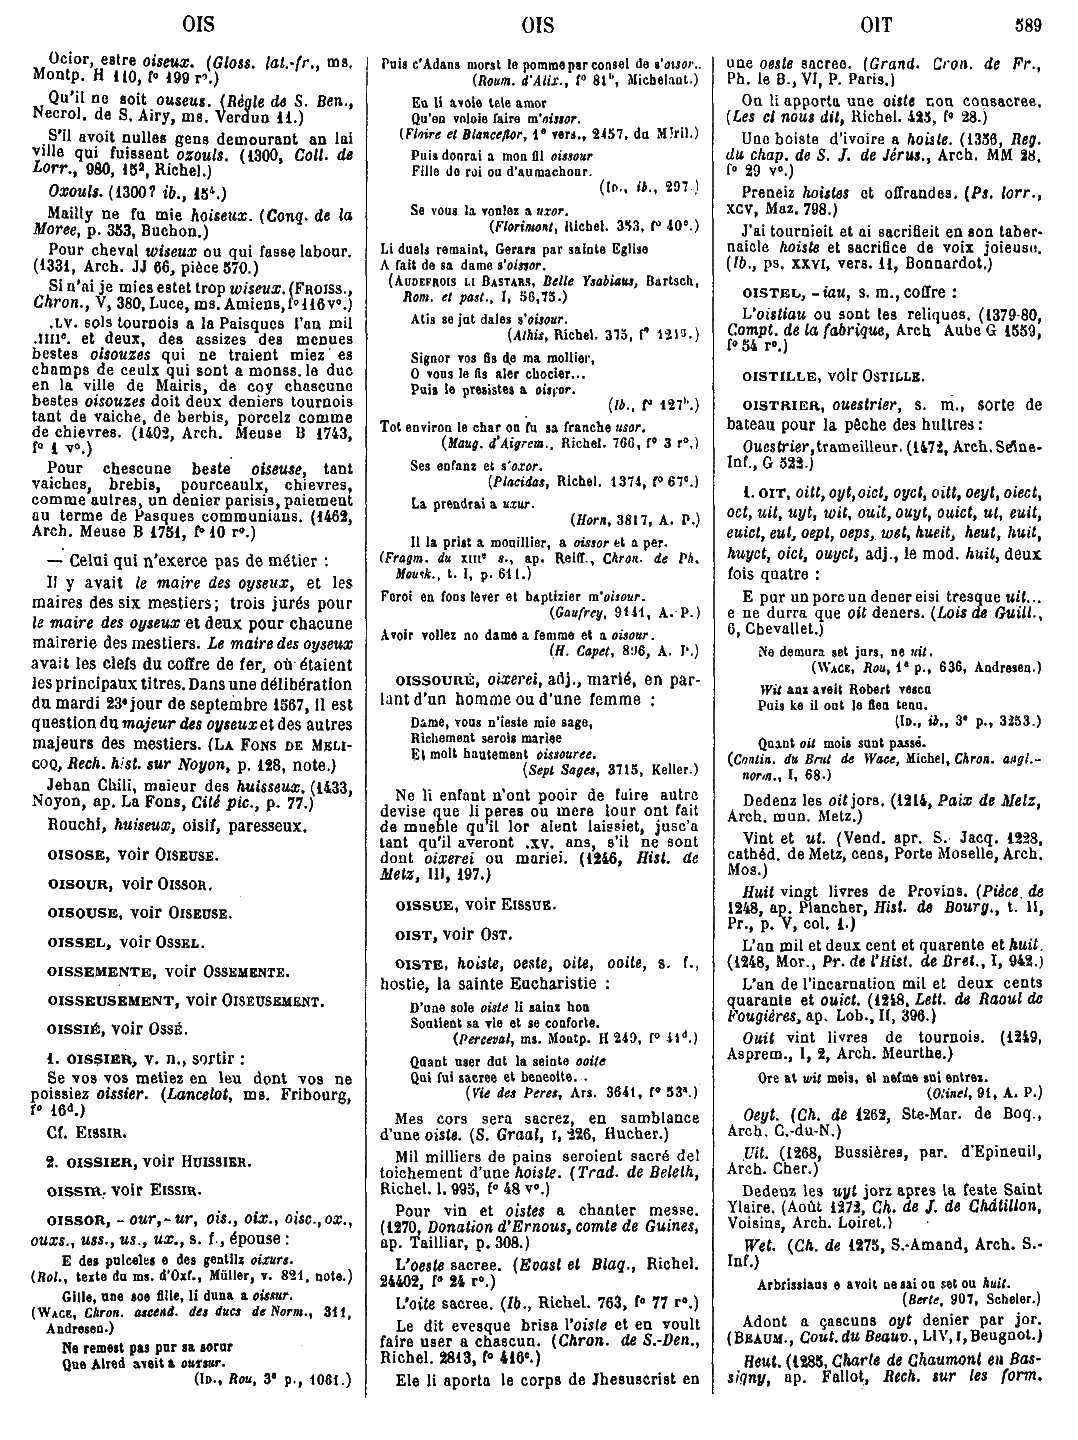 OIS
OIS
OIT
589
Ocior, estre oiseux. (Gloss. lat.-fr., ms.
Montp. H 110, fº 199 rº.)
Qu'il ne soit ouseus. (Règle de S. Ben.,
Necrol. de S. Airy, ms. Verdun 11.)
S'il avoit nulles gens demourant an lai
ville qui fuissent ozouls. (1300, Coll. de
Lorr., 980, 15ª, Richel.)
Oxouls. (1300? ib., 154.)
Mailly ne fu mie hoiseux. (Conq. de la
Moree, p. 353, Buchon.)
Pour cheval wiseux ou qui fasse labour.
(1331, Arch. JJ 66, pièce 570.)
Si n'ai je mies estet trop wiseux. (FROISS.,
Chron., V, 380, Luce, ms. Amiens, fº 116 vº.)
.LV. sols tournois a la Paisques l'an mil
.IIIIᶜ. et deux, des assizes des menues
bestes oisouzes qui ne traient miez es
champs de ceulx qui sont a mons. le duc
en la ville de Mairis, de coy chascune
bestes oisouzes doit deux deniers tournois
tant de vaiche, de berbis, porcelz comme
de chievres. (1402, Arch. Meuse B 1743,
fº 1 vº.)
Pour chescune beste oiseuse, tant
vaiches, brebis, pourceaulx, chievres,
comme autres, un denier parisis, paiement
au terme de Pasques communians. (1462,
Arch. Meuse B 1751, fº 10 rº.)
— Celui qui n'exerce pas de métier :
Il y avait le maire des oyseux, et les
maires des six mestiers; trois jurés pour
le maire des oyseux et deux pour chacune
mairerie des mestiers. Le maire des oyseux
avait les clefs du coffre de fer, où étaient
les principaux titres. Dans une délibération
du mardi 23ᵉ jour de septembre 1567, il est
question du majeur des oyseux et des autres
majeurs des mestiers. (LA FONS DE MELI-
COQ, Rech. hist. sur Noyon, p. 128, note.)
Jehan Chili, maieur des huisseux. (1433,
Noyon, ap. La Fons, Cité pic., p. 77.)
Rouchi, huiseux, oisif, paresseux.
OISOSE, voir OISEUSE.
OISOUR, voir OISSOR.
OISOUSE, voir OISEUSE.
OISSEL, voir OSSEL.
OISSEMENTE, voir OSSEMENTE.
OISSEUSEMENT, voir OISEUSEMENT.
OISSIÉ, voir OSSÉ.
1. OISSIER, v. n., sortir :
Se vos vos metiez en leu dont vos ne
poissiez oissier. (Lancelot, ms. Fribourg,
fº 16ᵈ.)
Cf. EISSIR.
2. OISSIER, voir HUISSIER.
OISSIR, voir EISSIR.
OISSOR, - our, - ur, ois., oix., oisc., ox.,
ouxs., uss., us., ux., s. f., épouse :
E des pulceles e des gentilz oixurs.
(Rol., texte du ms. d'Oxf., Müller, v. 821, note.)
Gille, une soe fille, li duna a oissur.
(WACE, Chron. ascend. des ducs de Norm., 311,
Andresen.)
Ne remest pas pur sa sorur
Que Alred aveit a oursur.
(ID., Rou, 3ᵉ p., 1061.)
Puis c'Adans morst le pomme par consel de s'oisor..
(Roum. d'Alix., fº 81ᵇ, Michelant.)
En li avoie tele amor
Qu'en voloie faire m'oissor.
(Floire et Blanceflor, 1ª vers., 2457, du Méril.)
Puis donrai a mon fil oissour
Fille de roi ou d'aumachour.
(ID., ib., 297.)
Se vous la voulez a uxor.
(Florimont, Richel. 353, fº 40ᶜ.)
Li duels remaint, Gerars par sainte Eglise
A fait de sa dame s'oissor.
(AUDEFROIS LI BASTARS, Belle Ysabiaus, Bartsch,
Rom. et past., I, 56,75.)
Atis se jut dales s'oisour.
(Athis, Richel. 375, fº 121ᵍ.)
Signor vos fis de ma mollier,
O vous le fis aler chocier...
Puis le presistes a oissor.
(Ib., fº 127ᵇ.)
Tot environ le char ou fu sa franche usor.
(Maug. d'Aigrem., Richel. 766, fº 3 rº.)
Ses enfanz et s'oxor.
(Placidas, Richel. 1374, fº 67ᵉ.)
La prendrai a uxur.
(Horn, 3817, A. P.)
Il la prist a mouillier, a oissor et a per.
(Fragm. du XIIIᵉ s., ap. Reiff., Chron. de Ph.
Mousk., t. I, p. 611.)
Feroi en fons lever et baptizier m'oisour.
(Gaufrey, 9141, A. P.)
Avoir vollez no dame a femme et a oisour.
(H. Capet, 896, A. P.)
OISSOURÉ, oixerei, adj., marié, en par-
lant d'un homme ou d'une femme :
Dame, vous n'ieste mie sage,
Richement serois mariee
Et molt hautement oissouree.
(Sept Sages, 3715, Keller.)
Ne li enfant n'ont pooir de faire autre
devise que li peres ou mere lour ont fait
de mueble qu'il lor aient laissiet, jusc'a
tant qu'il averont .XV. ans, s'il ne sont
dont oixerei ou mariei. (1246, Hist. de
Metz, III, 197.)
OISSUE, voir EISSUE.
OIST, voir OST.
OISTE, hoiste, oeste, oite, ooite, s. f.,
hostie, la sainte Eucharistie :
D'une sole oiste li sainz hon
Soutient sa vie et se conforte.
(Perceval, ms. Montp. H 249, fº 41ᵈ.)
Quant user dut la seinte ooite
Qui fui sacree et beneoite. .
(Vie des Peres, Ars. 3641, fº 53ª.)
Mes cors sera sacrez, en samblance
d'une oiste. (S. Graal, I, 226, Hucher.)
Mil milliers de pains seroient sacré del
toichement d'une hoiste. (Trad. de Beleth,
Richel. l. 995, fº 48 vº.)
Pour vin et oistes a chanter messe.
(1270, Donation d'Ernous, comte de Guines,
ap. Tailliar, p. 308.)
L'oeste sacree. (Evast et Blaq., Richel.
24402, fº 24 rº.)
L'oite sacree. (Ib., Richel. 763, fº 77 rº.)
Le dit evesque brisa l'oiste et en voult
faire user a chascun. (Chron. de S.-Den.,
Richel. 2813, fº 416ᶜ.)
Ele li aporta le corps de Jhesuscrist en
une oeste sacree. (Grand. Cron. de Fr.,
Ph. le B., VI, P. Paris.)
On li apporta une oiste non consacree.
(Les ci nous dit, Richel. 425, fº 28.)
Une boiste d'ivoire a hoiste. (1336, Reg.
du chap. de S. J. de Jérus., Arch. MM 28,
fº 29 vº.)
Preneiz hoistes et offrandes. (Ps. lorr.,
XCV, Maz. 798.)
J'ai tournieit et ai sacrifieit en son taber-
naicle hoiste et sacrifice de voix joieuse.
(Ib., ps. XXVI, vers. 11, Bonnardot.)
OISTEL, - iau, s. m., coffre :
L'oistiau ou sont les reliques. (1379-80,
Compt. de la fabrique, Arch Aube G 1559,
fº 54 rº.)
OISTILLE, voir OSTILLE.
OISTRIER, ouestrier, s. m., sorte de
bateau pour la pêche des huîtres :
Ouestrier, trameilleur. (1472, Arch. Seine-
Inf., G 522.)
1. OIT, oitt, oyt, oict, oyct, oitt, oeyt, oiect,
oct, uit, uyt, wit, ouit, ouyt, ouict, ut, euit,
euict, eut, oept, oeps, wet, hueit, heut, huit,
huyct, oict, ouyct, adj., le mod. huit, deux
fois quatre :
E pur un porc un dener eisi tresque uit...
e ne durra que oit deners. (Lois de Guill.,
6, Chevallet.)
Ne demura set jurs, ne uit.
(WACE, Rou, 1ª p., 636, Andresen.)
Wit anz aveit Robert vescu
Puis ke il out le fieu tenu.
(ID., ib., 3ᵉ p., 3253.)
Quant oit mois sunt passé.
(Contin. du Brut de Wace, Michel, Chron. angl.-
norm., I, 68.)
Dedenz les oit jors. (1214, Paix de Metz,
Arch. mun. Metz.)
Vint et ut. (Vend. apr. S. Jacq. 1228,
cathéd. de Metz, cens, Porte Moselle, Arch.
Mos.)
Huit vingt livres de Provins. (Pièce de
1248, ap. Plancher, Hist. de Bourg., t. II,
Pr., p. V, col. 1.)
L'an mil et deux cent et quarente et huit.
(1248, Mor., Pr. de l'Hist. de Bret., I, 942.)
L'an de l'incarnation mil et deux cents
quarante et ouict. (1248, Lett. de Raoul de
Fougières, ap. Lob., II, 396.)
Ouit vint livres de tournois. (1249,
Asprem., I, 2, Arch. Meurthe.)
Ore at wit meis, el nefme sui entrez.
(Otinel, 91, A. P.)
Oeyt. (Ch. de 1262, Ste-Mar. de Boq.,
Arch. C.-du-N.)
Uit. (1268, Bussières, par. d'Epineuil,
Arch. Cher.)
Dedenz les uyt jorz apres la feste Saint
Ylaire. (Août 1272, Ch. de J. de Châtillon,
Voisins, Arch. Loiret.)
Wet. (Ch. de 1275, S.-Amand, Arch. S.-
Inf.)
Arbrissiaus e avoit ne sai ou set ou huit.
(Berte, 907, Scheler.)
Adont a çascuns oyt denier par jor.
(BEAUM., Cout. du Beauv., LIV, I, Beugnot.)
Heut. (1285, Charte de Chaumont en Bas-
signy, ap. Fallot, Rech. sur les form.